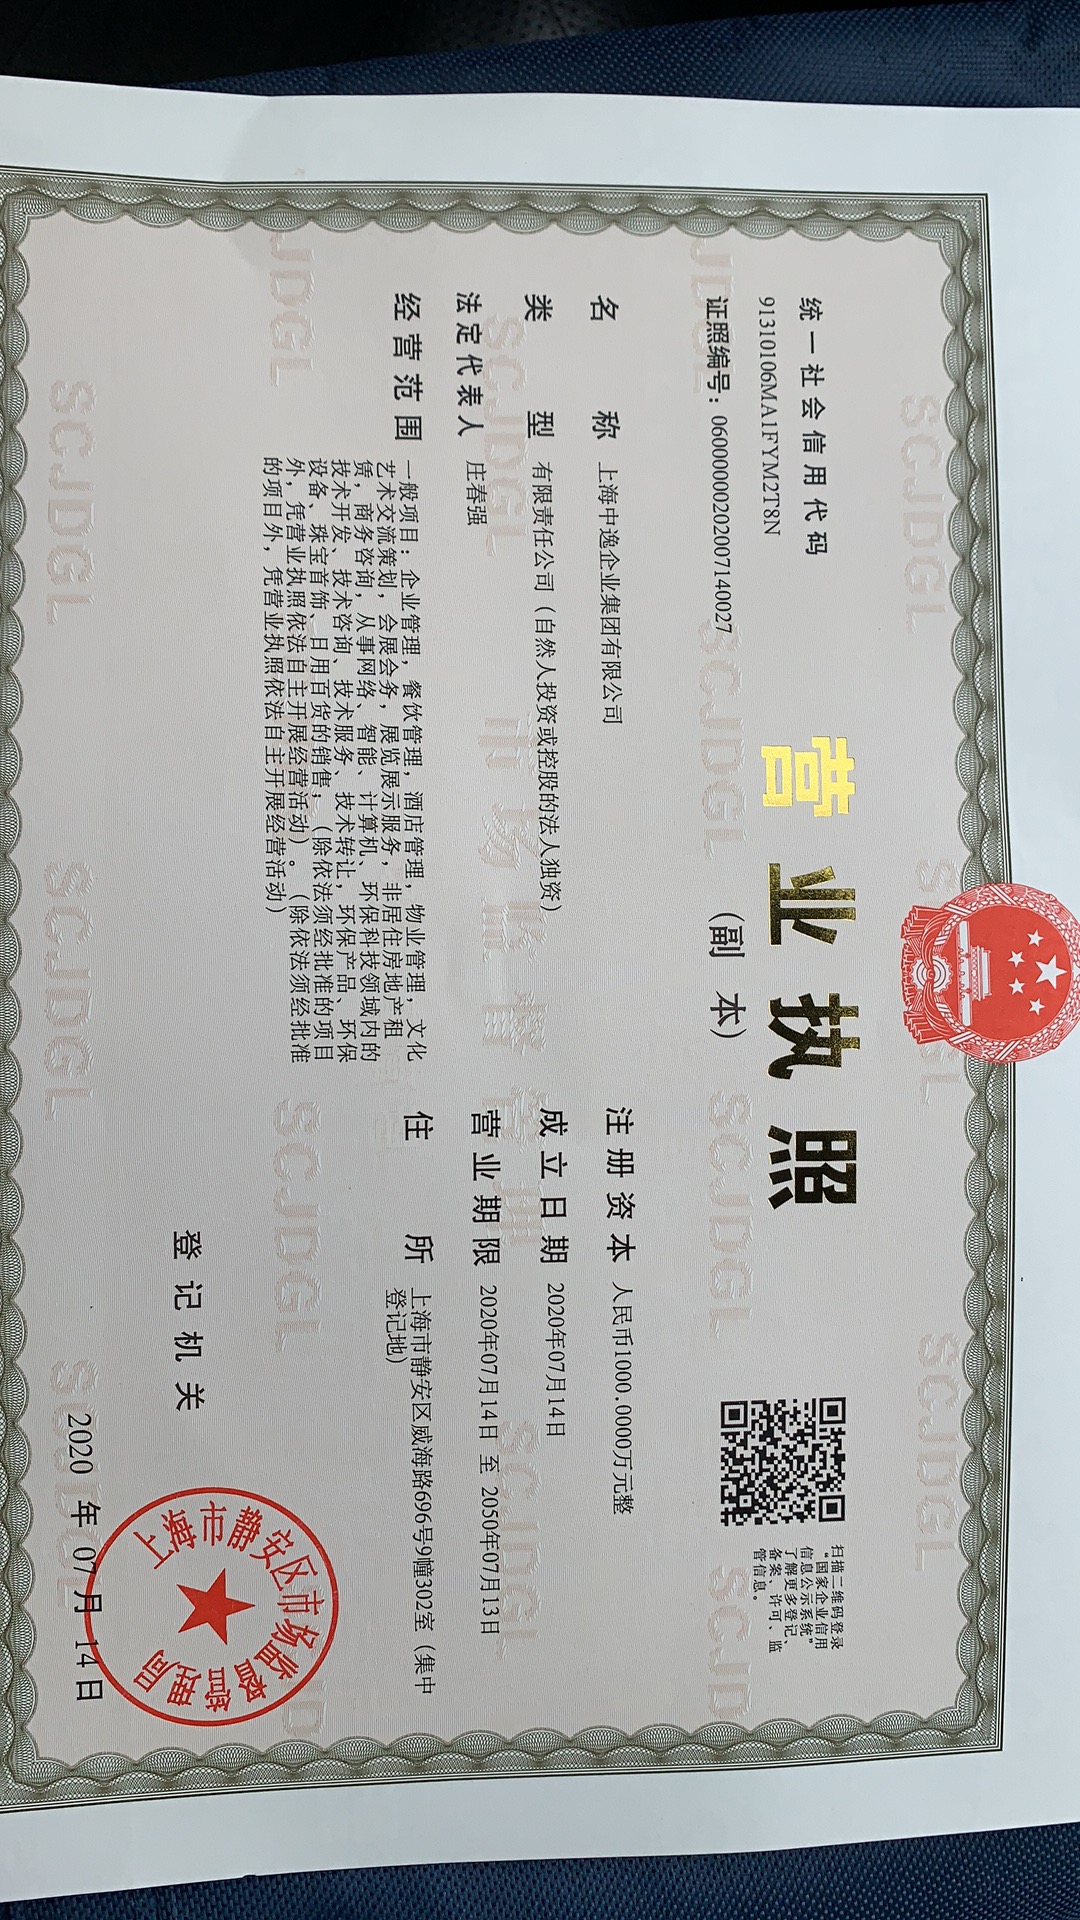 统一社会信用代码
91310106MA1FYM2T8N
证照编号：06000000202007140027
营业执照
（副 本）
扫描二维码登录
“国家企业信用
信息公示系统”
了解更多登记、
备案、许可、监
管信息。
名称 上海中逸企业集团有限公司
类型 有限责任公司（自然人投资或控股的法人独资）
法定代表人 庄春强
经营范围 一般项目：企业管理，餐饮管理，酒店管理，物业管理，文化
艺术交流策划，会展会务，展览展示服务，非居住房地产租
赁，商务咨询，从事网络、智能、计算机、环保科技领域内的
技术开发、技术咨询、技术服务、技术转让，环保产品、环保
设备、珠宝首饰、日用百货的销售；（除依法须经批准的项目
外，凭营业执照依法自主开展经营活动）。（除依法须经批准
的项目外，凭营业执照依法自主开展经营活动）
注册资本 人民币1000.0000万元整
成立日期 2020年07月14日
营业期限 2020年07月14日 至 2050年07月13日
住所 上海市静安区威海路696号9幢302室（集中
登记地）
登记机关
上海市静安区市场监督管理局
2020 年 07 月 14 日
SCJDGL
市场监督管理